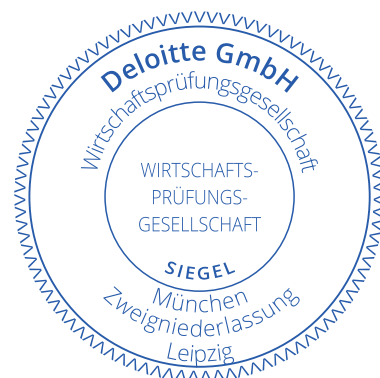 Deloitte GmbH
Wirtschaftsprüfungsgesellschaft
WIRTSCHAFTS-
PRÜFUNGS-
GESELLSCHAFT
SIEGEL
München
Zweigniederlassung
Leipzig